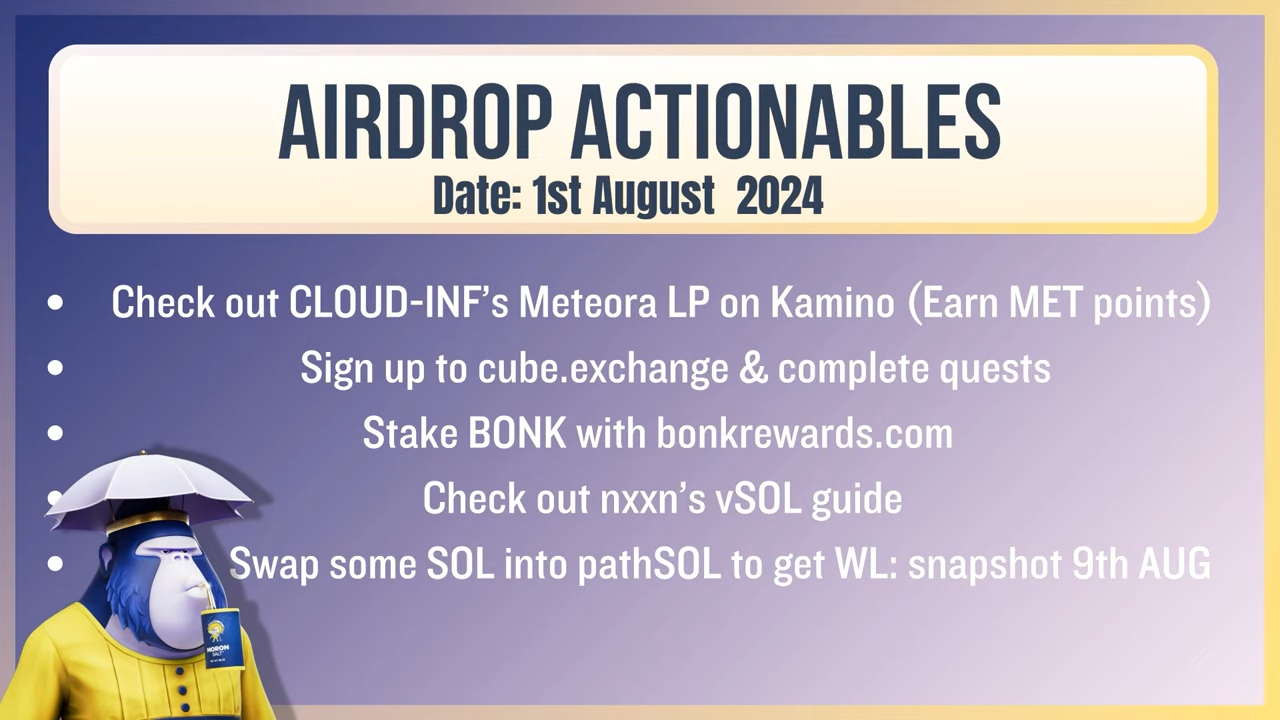 AIRDROP ACTIONABLES
Date: 1st August 2024
• Check out CLOUD-INF’s Meteora LP on Kamino (Earn MET points)
• Sign up to cube.exchange & complete quests
• Stake BONK with bonkrewards.com
• Check out nxxn’s vSOL guide
• Swap some SOL into pathSOL to get WL: snapshot 9th AUG
MORON
SALT